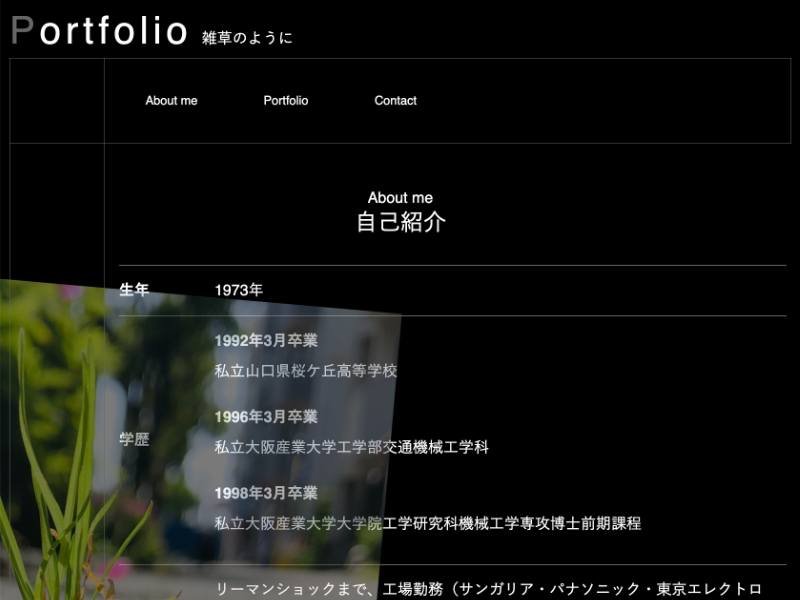 Portfolio 雑草のように
About me Portfolio Contact
About me
自己紹介
生年 1973年
1992年3月卒業
私立山口県桜ケ丘高等学校
1996年3月卒業
学歴
私立大阪産業大学工学部交通機械工学科
1998年3月卒業
私立大阪産業大学大学院工学研究科機械工学専攻博士前期課程
リーマンショックまで、工場勤務（サンガリア・パナソニック・東京エレクトロ